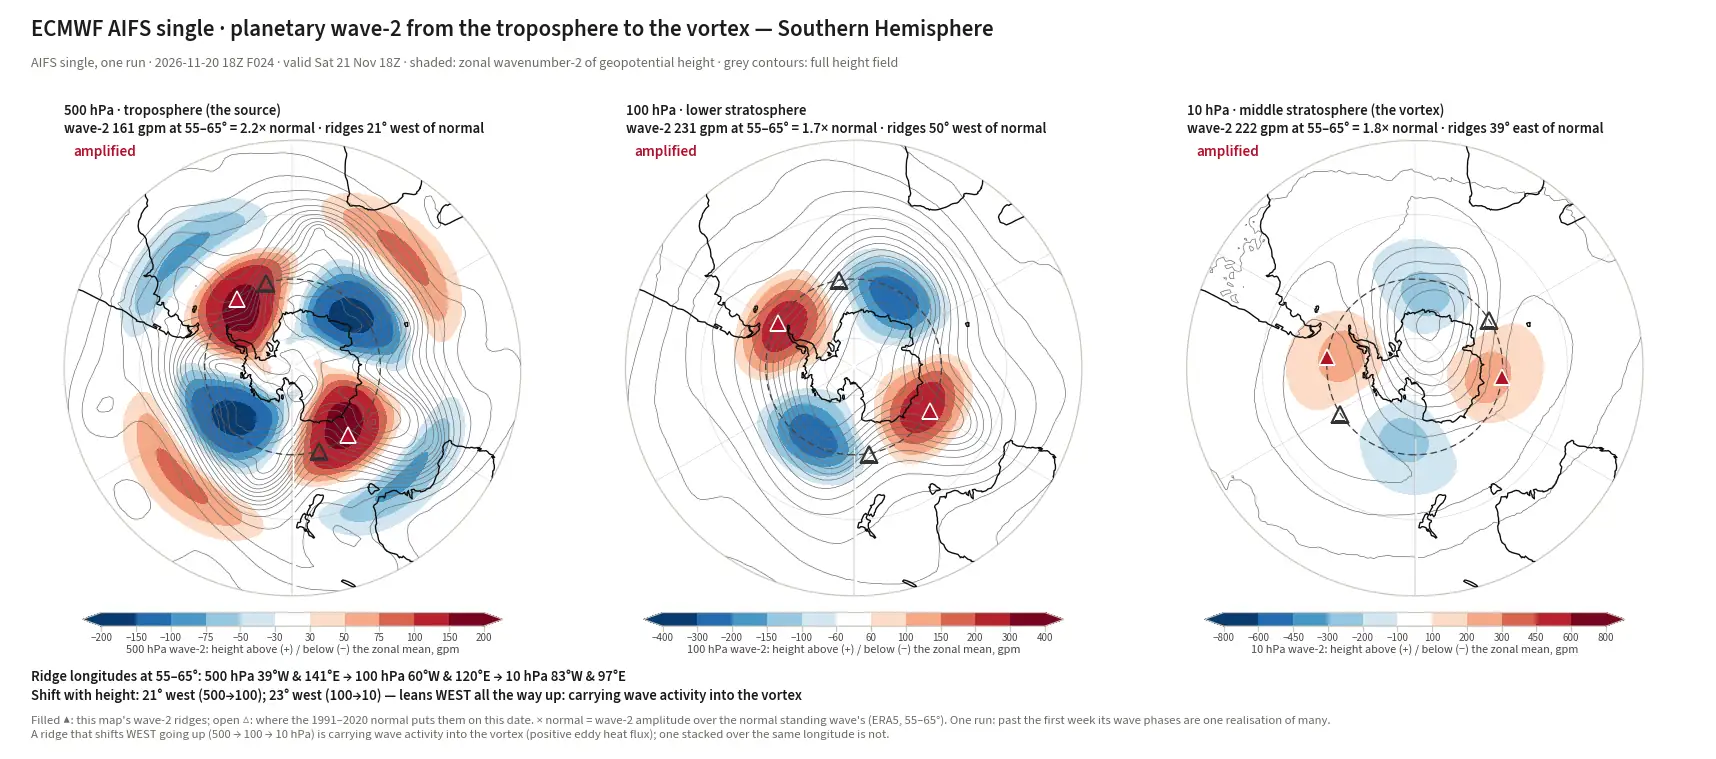 ECMWF AIFS single · planetary wave-2 from the troposphere to the vortex — Southern Hemisphere
AIFS single, one run · 2026-11-20 18Z F024 · valid Sat 21 Nov 18Z · shaded: zonal wavenumber-2 of geopotential height · grey contours: full height field
500 hPa · troposphere (the source)
wave-2 161 gpm at 55–65° = 2.2× normal · ridges 21° west of normal
amplified
100 hPa · lower stratosphere
wave-2 231 gpm at 55–65° = 1.7× normal · ridges 50° west of normal
amplified
10 hPa · middle stratosphere (the vortex)
wave-2 222 gpm at 55–65° = 1.8× normal · ridges 39° east of normal
amplified
−200 −150 −100 −75 −50 −30 30 50 75 100 150 200
500 hPa wave-2: height above (+) / below (−) the zonal mean, gpm
−400 −300 −200 −150 −100 −60 60 100 150 200 300 400
100 hPa wave-2: height above (+) / below (−) the zonal mean, gpm
−800 −600 −450 −300 −200 −100 100 200 300 450 600 800
10 hPa wave-2: height above (+) / below (−) the zonal mean, gpm
Ridge longitudes at 55–65°: 500 hPa 39°W & 141°E → 100 hPa 60°W & 120°E → 10 hPa 83°W & 97°E
Shift with height: 21° west (500→100); 23° west (100→10) — leans WEST all the way up: carrying wave activity into the vortex
Filled ▲: this map's wave-2 ridges; open △: where the 1991–2020 normal puts them on this date. × normal = wave-2 amplitude over the normal standing wave's (ERA5, 55–65°). One run: past the first week its wave phases are one realisation of many.
A ridge that shifts WEST going up (500 → 100 → 10 hPa) is carrying wave activity into the vortex (positive eddy heat flux); one stacked over the same longitude is not.